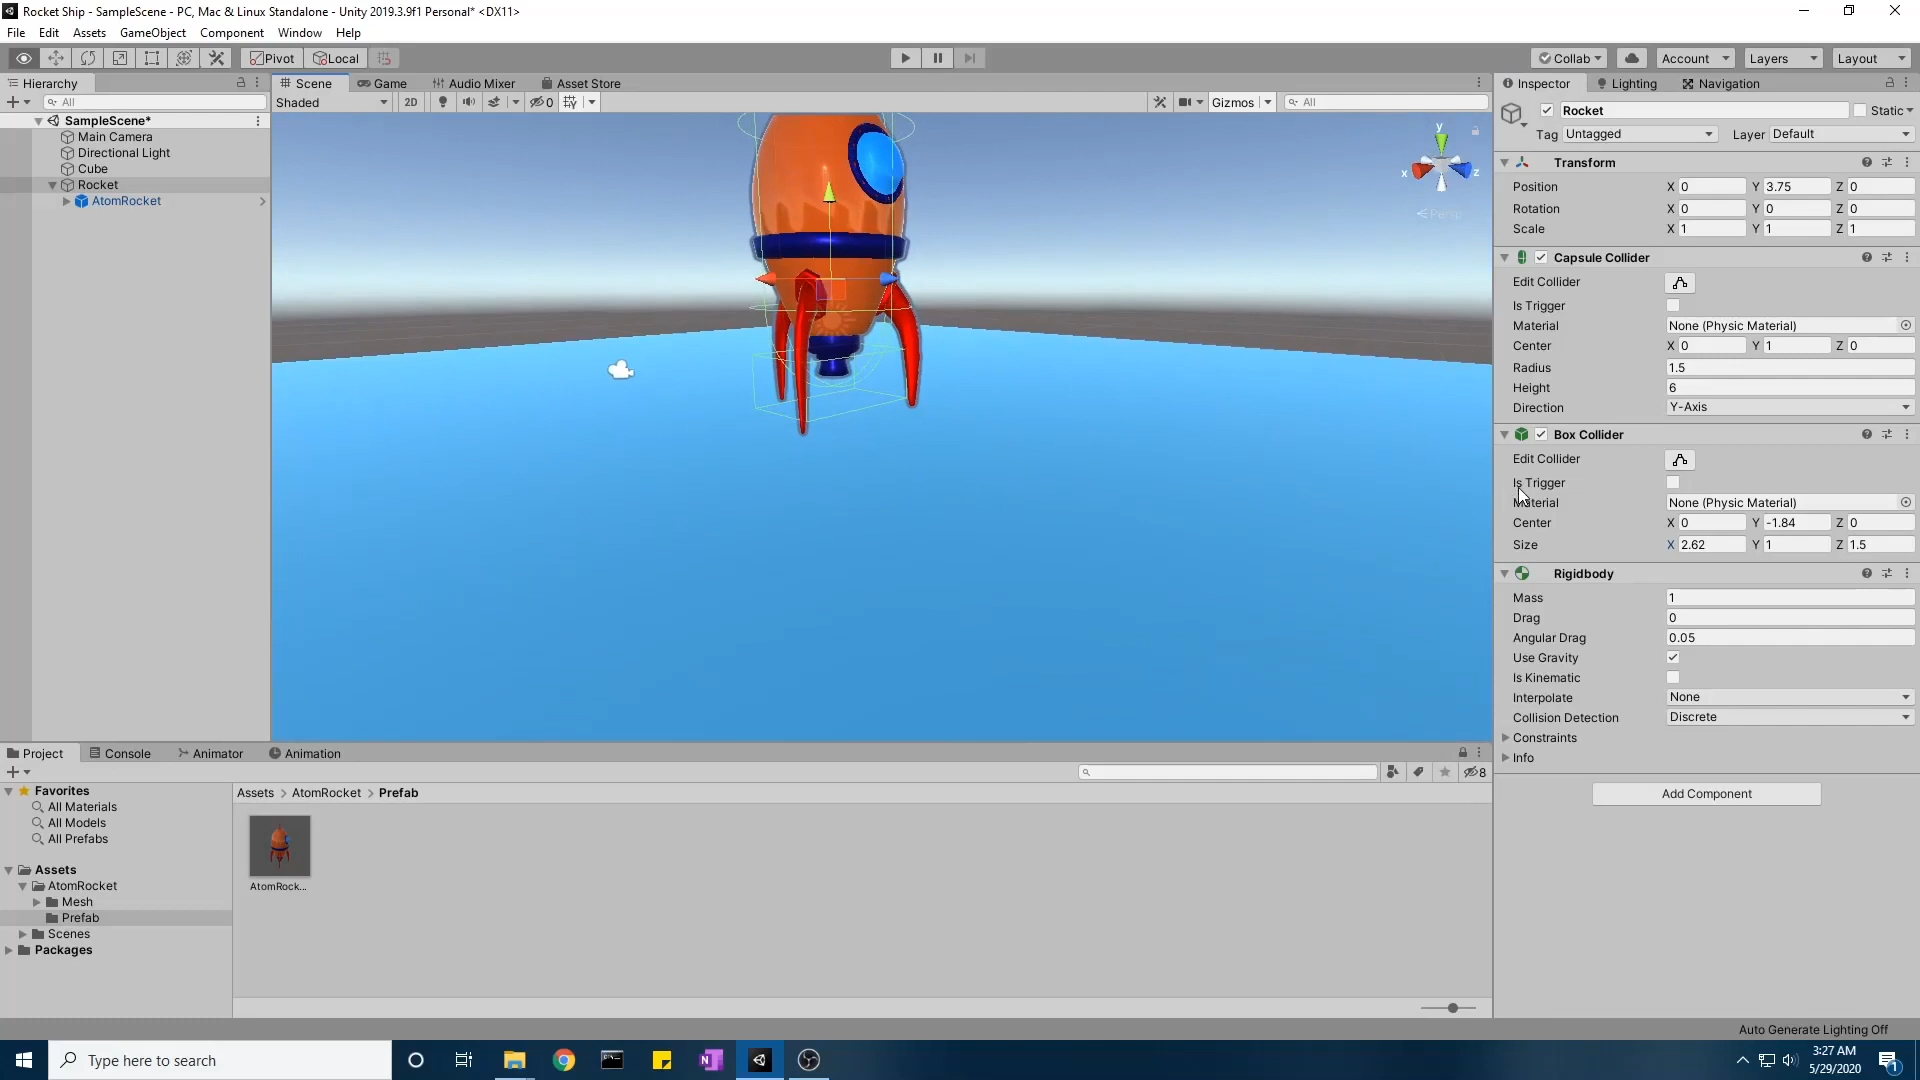 Rocket Ship - SampleScene - PC, Mac & Linux Standalone - Unity 2019.3.9f1 Personal* <DX11>
File Edit Assets GameObject Component Window Help
Pivot Local Collab Account Layers Layout
Hierarchy Scene Game Audio Mixer Asset Store Inspector Lighting Navigation
All Shaded 2D 0 Gizmos All
Rocket Static
SampleScene*
Main Camera
Directional Light
Cube
Rocket
AtomRocket
y
x z
Persp
Tag Untagged Layer Default
Transform
Position X 0 Y 3.75 Z 0
Rotation X 0 Y 0 Z 0
Scale X 1 Y 1 Z 1
Capsule Collider
Edit Collider
Is Trigger
Material None (Physic Material)
Center X 0 Y 1 Z 0
Radius 1.5
Height 6
Direction Y-Axis
Box Collider
Edit Collider
Is Trigger
Material None (Physic Material)
Center X 0 Y -1.84 Z 0
Size X 2.62 Y 1 Z 1.5
Rigidbody
Mass 1
Drag 0
Angular Drag 0.05
Use Gravity
Is Kinematic
Interpolate None
Collision Detection Discrete
Constraints
Info
Add Component
Project Console Animator Animation
8
Favorites
All Materials
All Models
All Prefabs
Assets
AtomRocket
Mesh
Prefab
Scenes
Packages
Assets > AtomRocket > Prefab
AtomRock...
Auto Generate Lighting Off
Type here to search
N
3:27 AM
5/29/2020
1